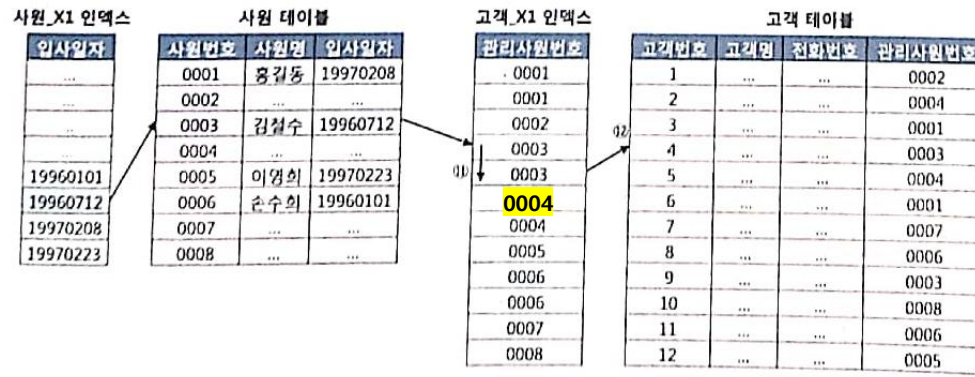 사원_X1 인덱스
입사일자
...
...
...
...
19960101
19960712
19970208
19970223
사원 테이블
사원번호 사원명 입사일자
0001 홍길동 19970208
0002 ... ...
0003 김철수 19960712
0004 ... ...
0005 이영희 19970223
0006 손수희 19960101
0007 ... ...
0008 ... ...
고객_X1 인덱스
관리사원번호
0001
0001
0002
0003
⑪
0003
0004
0004
0005
0006
0006
0007
0008
⑫
고객 테이블
고객번호 고객명 전화번호 관리사원번호
1 ... ... 0002
2 ... ... 0004
3 ... ... 0001
4 ... ... 0003
5 ... ... 0004
6 ... ... 0001
7 ... ... 0007
8 ... ... 0006
9 ... ... 0003
10 ... ... 0008
11 ... ... 0006
12 ... ... 0005